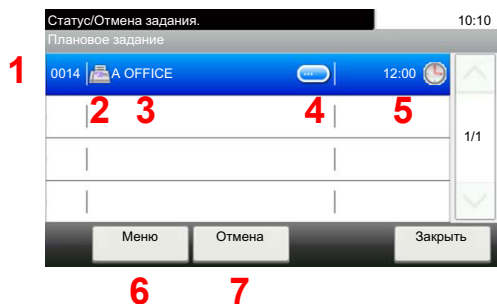 Статус/Отмена задания. 10:10
Плановое задание
1 0014 A OFFICE 12:00
2 3 4 5
1/1
Меню Отмена Закрыть
6 7